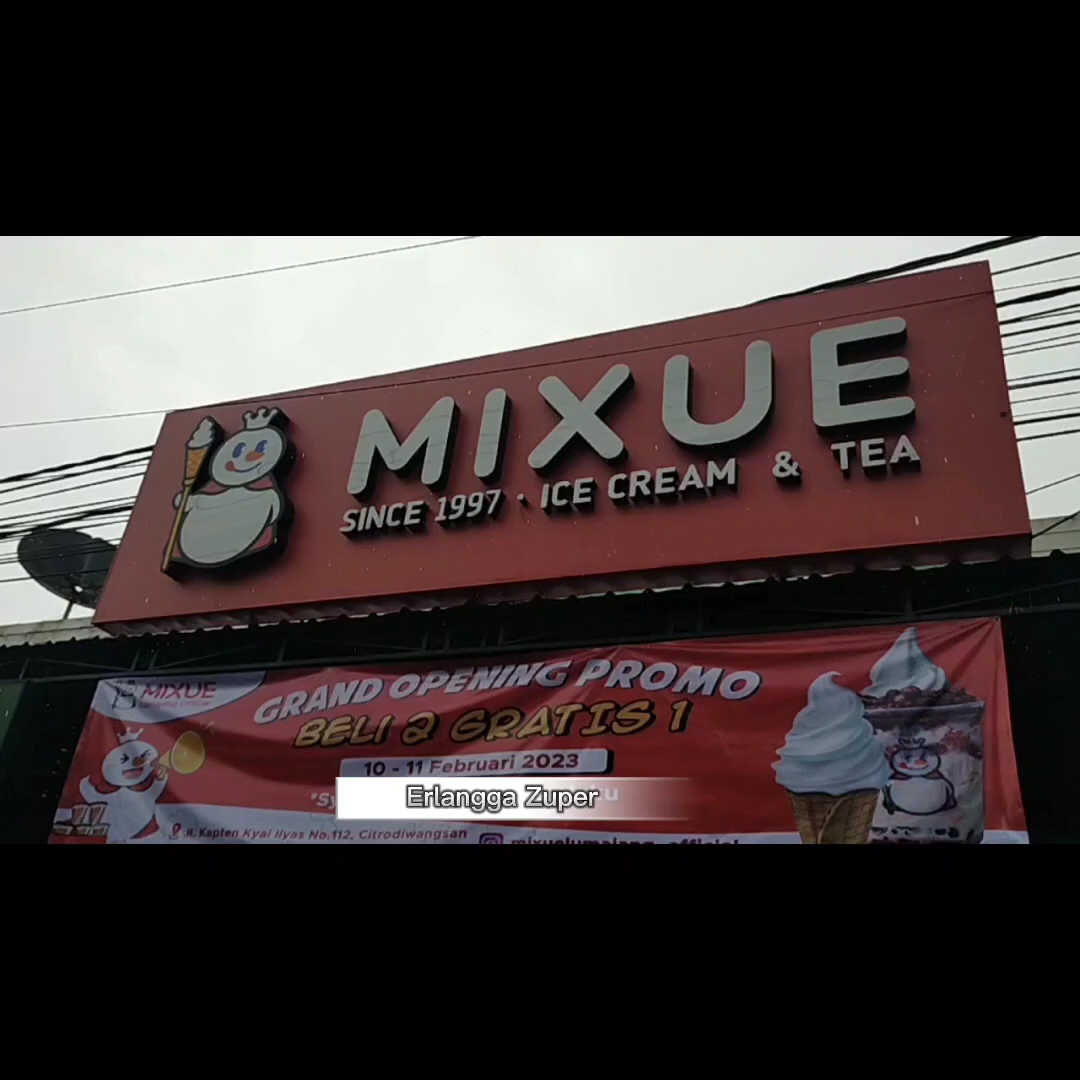 MIXUE
SINCE 1997 · ICE CREAM & TEA
MIXUE
GRAND OPENING PROMO
BELI 2 GRATIS 1
10 - 11 Februari 2023
Erlangga Zuper
Jl. Kapten Kyai Ilyas No.112, Citrodiwangsan
mixuelumajang_official